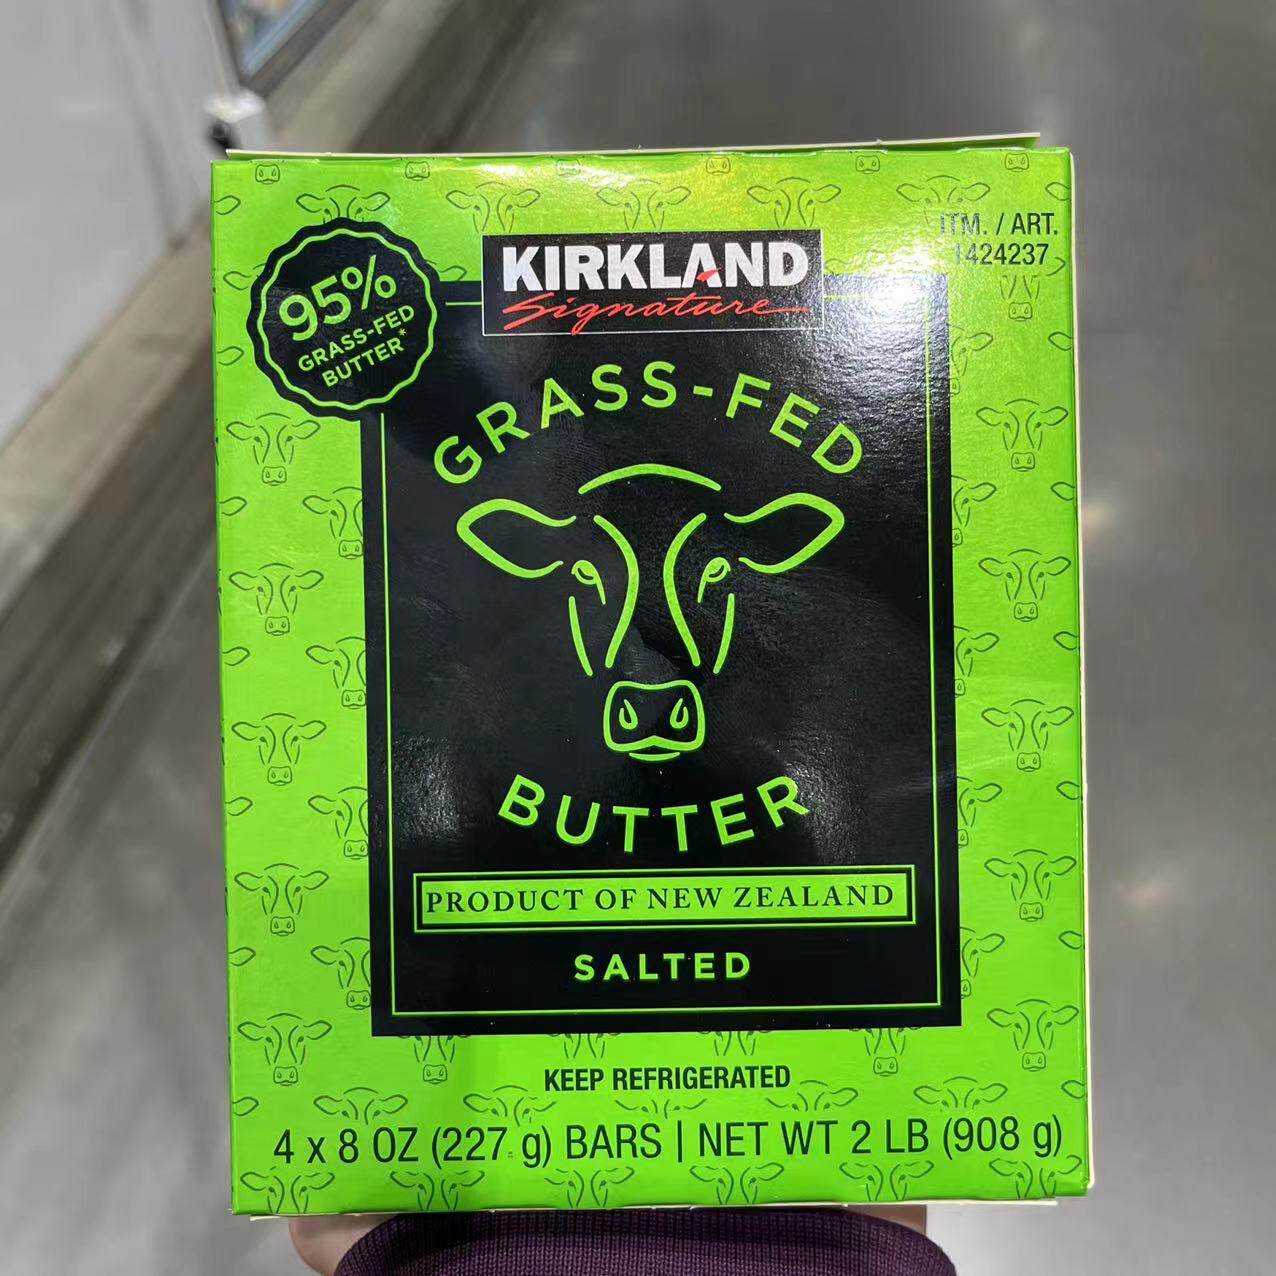 ITM. / ART.
1424237
KIRKLAND
Signature
95%
GRASS-FED
BUTTER*
GRASS-FED
BUTTER
PRODUCT OF NEW ZEALAND
SALTED
KEEP REFRIGERATED
4 x 8 OZ (227 g) BARS | NET WT 2 LB (908 g)